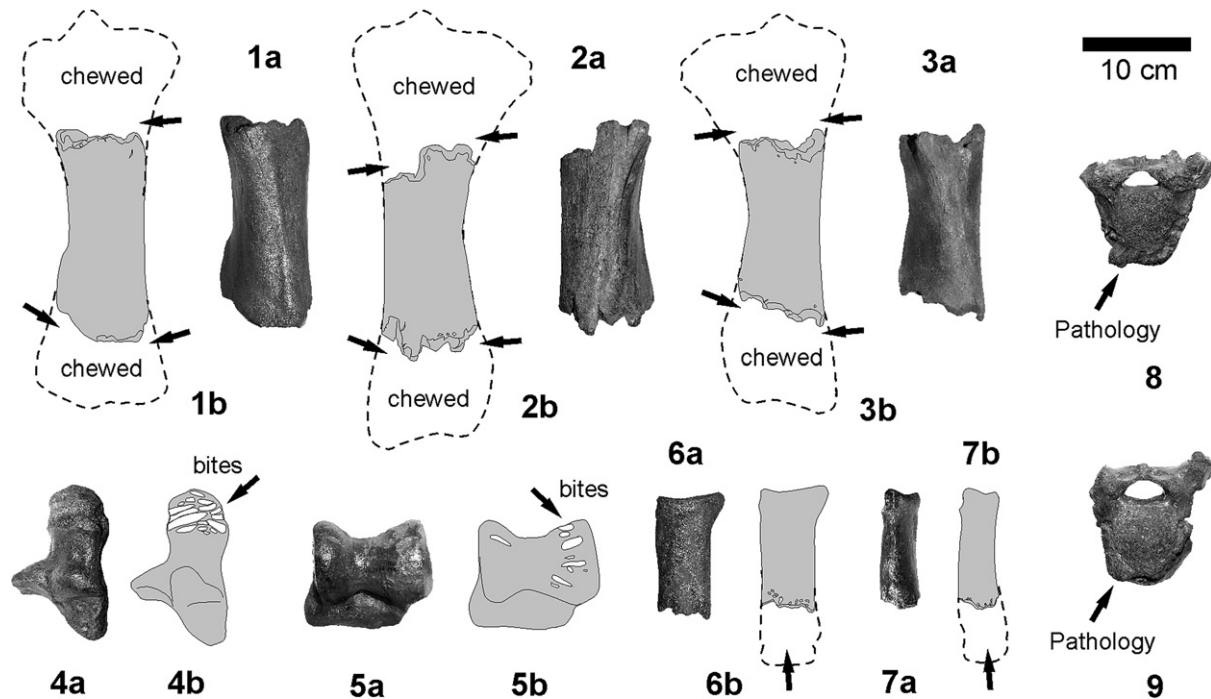 chewed
1a
chewed
2a
chewed
3a
10 cm
Pathology
8
chewed
1b
chewed
2b
3b
bites
4a
4b
bites
5a
5b
6a
6b
7b
7a
Pathology
9